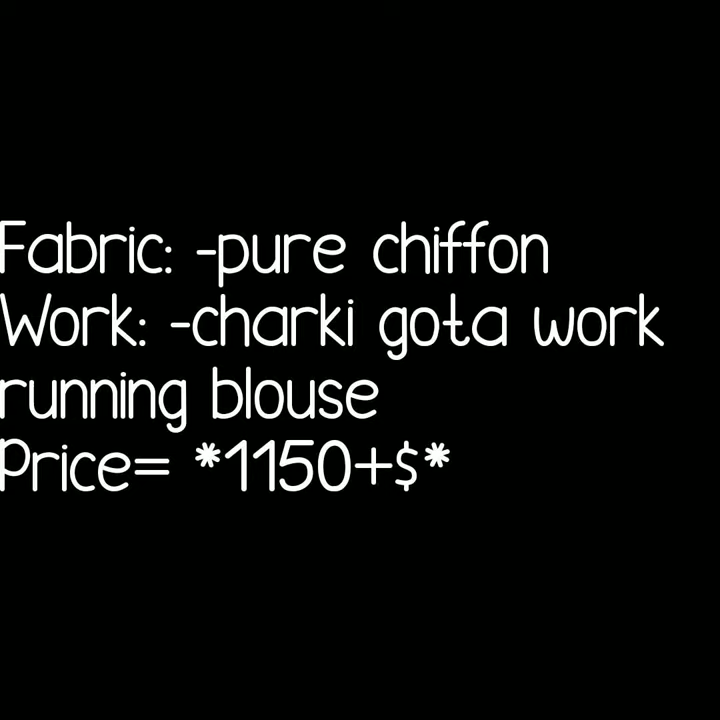 Fabric: -pure chiffon
Work: -charki gota work
running blouse
Price= *1150+$*